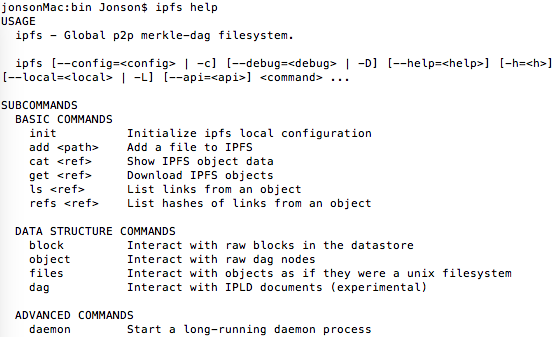 jonsonMac:bin Jonson$ ipfs help
USAGE
ipfs - Global p2p merkle-dag filesystem.
ipfs [--config=<config> | -c] [--debug=<debug> | -D] [--help=<help>] [-h=<h>]
[--local=<local> | -L] [--api=<api>] <command> ...
SUBCOMMANDS
BASIC COMMANDS
init Initialize ipfs local configuration
add <path> Add a file to IPFS
cat <ref> Show IPFS object data
get <ref> Download IPFS objects
ls <ref> List links from an object
refs <ref> List hashes of links from an object
DATA STRUCTURE COMMANDS
block Interact with raw blocks in the datastore
object Interact with raw dag nodes
files Interact with objects as if they were a unix filesystem
dag Interact with IPLD documents (experimental)
ADVANCED COMMANDS
daemon Start a long-running daemon process